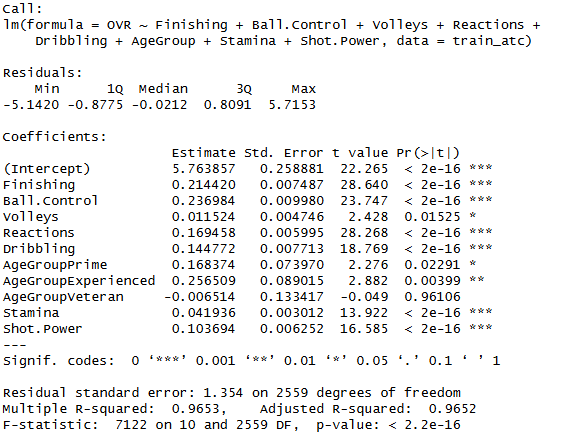 Call:
lm(formula = OVR ~ Finishing + Ball.Control + Volleys + Reactions +
    Dribbling + AgeGroup + Stamina + Shot.Power, data = train_atc)

Residuals:
    Min      1Q  Median      3Q     Max
-5.1420 -0.8775 -0.0212  0.8091  5.7153

Coefficients:
                     Estimate Std. Error t value Pr(>|t|)
(Intercept)          5.763857   0.258881  22.265  < 2e-16 ***
Finishing            0.214420   0.007487  28.640  < 2e-16 ***
Ball.Control         0.236984   0.009980  23.747  < 2e-16 ***
Volleys              0.011524   0.004746   2.428  0.01525 *
Reactions            0.169458   0.005995  28.268  < 2e-16 ***
Dribbling            0.144772   0.007713  18.769  < 2e-16 ***
AgeGroupPrime        0.168374   0.073970   2.276  0.02291 *
AgeGroupExperienced  0.256509   0.089015   2.882  0.00399 **
AgeGroupVeteran     -0.006514   0.133417  -0.049  0.96106
Stamina              0.041936   0.003012  13.922  < 2e-16 ***
Shot.Power           0.103694   0.006252  16.585  < 2e-16 ***
---
Signif. codes:  0 ‘***’ 0.001 ‘**’ 0.01 ‘*’ 0.05 ‘.’ 0.1 ‘ ’ 1

Residual standard error: 1.354 on 2559 degrees of freedom
Multiple R-squared:  0.9653,    Adjusted R-squared:  0.9652
F-statistic:  7122 on 10 and 2559 DF,  p-value: < 2.2e-16